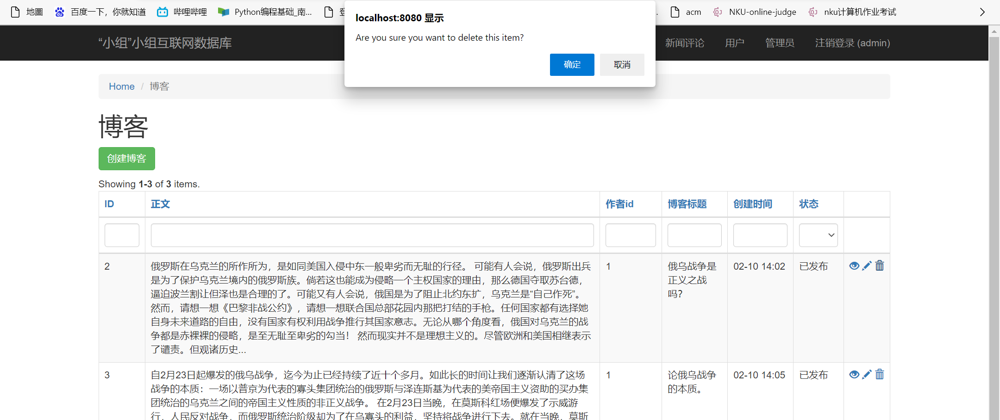 地圖 百度一下，你就知道 哔哩哔哩 Python编程基础_南... acm NKU-online-judge nku计算机作业考试
localhost:8080 显示
Are you sure you want to delete this item?
确定 取消
“小组”小组互联网数据库 新闻评论 用户 管理员 注销登录 (admin)
Home / 博客
博客
创建博客
Showing 1-3 of 3 items.
ID 正文 作者id 博客标题 创建时间 状态
2
俄罗斯在乌克兰的所作所为，是如同美国入侵中东一般卑劣而无耻的行径。 可能有人会说，俄罗斯出兵
是为了保护乌克兰境内的俄罗斯族。倘若这也能成为侵略一个主权国家的理由，那么德国夺取苏台德，
逼迫波兰割让但泽也是合理的了。可能又有人会说，俄国是为了阻止北约东扩，乌克兰是“自己作死”。
然而，请想一想《巴黎非战公约》，请想一想联合国总部花园内那把打结的手枪。任何国家都有选择她
自身未来道路的自由，没有国家有权利用战争推行其国家意志。无论从哪个角度看，俄国对乌克兰的战
争都是赤裸裸的侵略，是至无耻至卑劣的勾当！ 然而现实并不是理想主义的。尽管欧洲和美国相继表示
了谴责。但观诸历史...
1
俄乌战争是
正义之战
吗？
02-10 14:02
已发布
3
自2月23日起爆发的俄乌战争，迄今为止已经持续了近十个多月。如此长的时间让我们逐渐认清了这场
战争的本质：一场以普京为代表的寡头集团统治的俄罗斯与泽连斯基为代表的美帝国主义资助的买办集
团统治的乌克兰之间的帝国主义性质的非正义战争。 在2月23日当晚，在莫斯科红场便爆发了示威游
行，人民反对战争，而俄罗斯统治阶级却为了在乌寡头的利益，坚持将战争进行下去。就在当晚，莫斯
1
论俄乌战争
的本质。
02-10 14:05
已发布